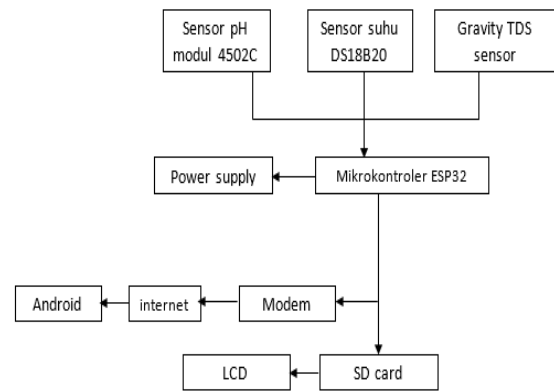 Sensor pH
modul 4502C
Sensor suhu
DS18B20
Gravity TDS
sensor
Power supply
Mikrokontroler ESP32
Android
internet
Modem
LCD
SD card